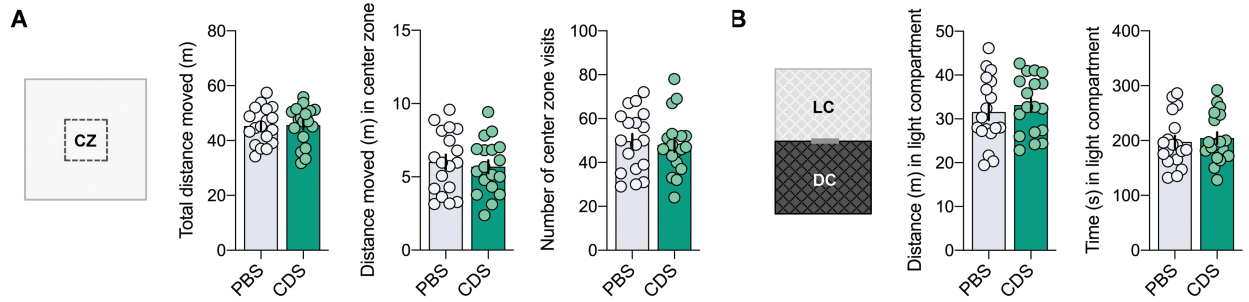 A
CZ
Total distance moved (m)
80
60
40
20
0
PBS
CDS
Distance moved (m) in center zone
15
10
5
0
PBS
CDS
Number of center zone visits
100
80
60
40
20
0
PBS
CDS
B
LC
DC
Distance (m) in light compartment
50
40
30
20
10
0
PBS
CDS
Time (s) in light compartment
400
300
200
100
0
PBS
CDS